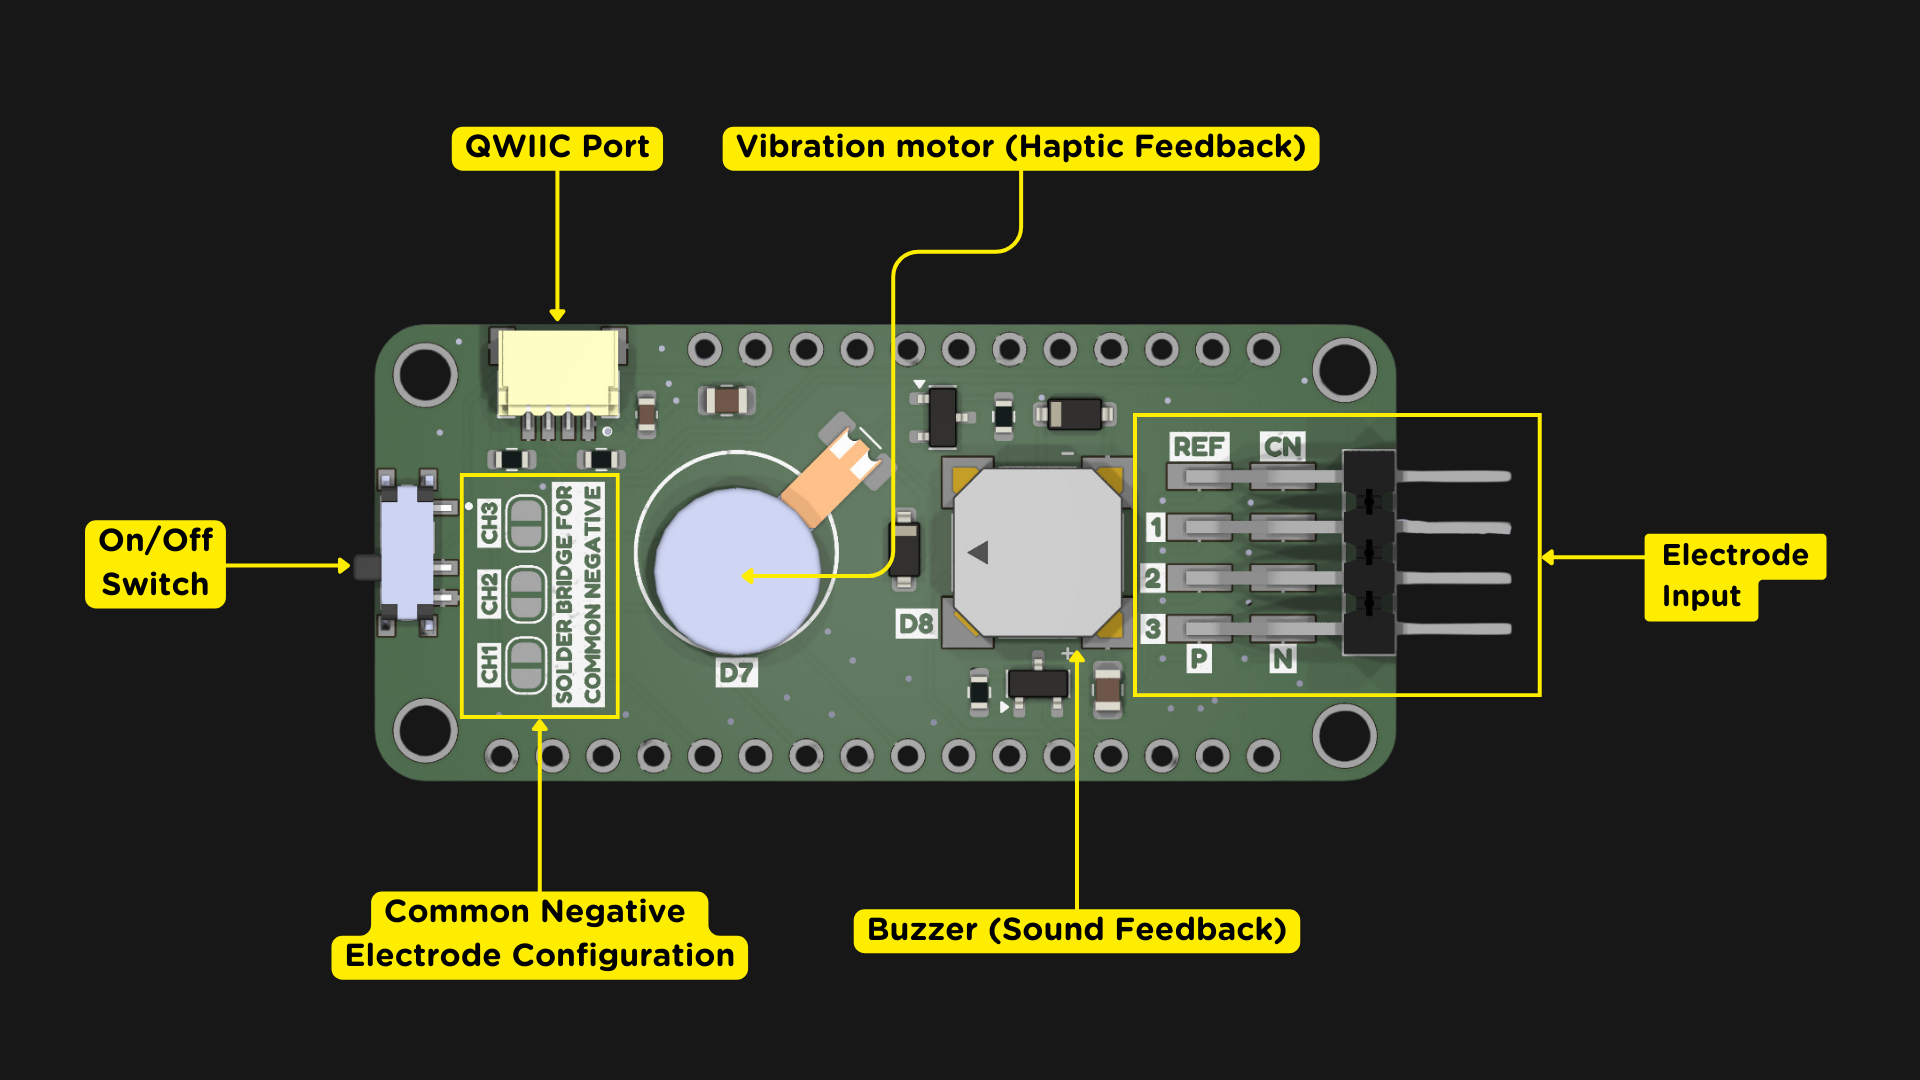 QWIIC Port
Vibration motor (Haptic Feedback)
On/Off
Switch
CH3
CH2
CH1
SOLDER BRIDGE FOR
COMMON NEGATIVE
D7
D8
REF
CN
1
2
3
P
N
Electrode
Input
Common Negative
Electrode Configuration
Buzzer (Sound Feedback)